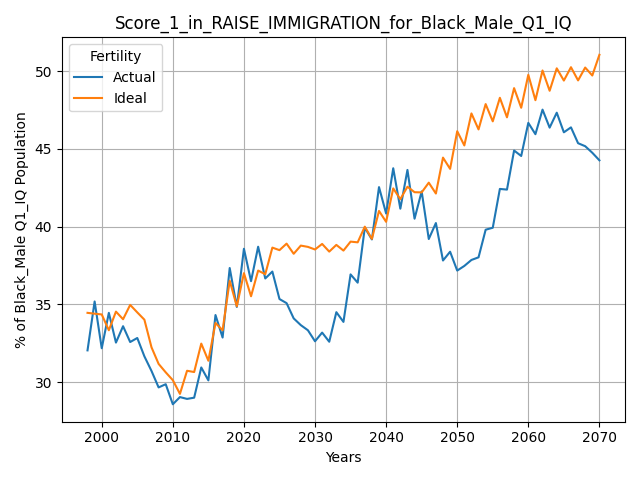 Score_1_in_RAISE_IMMIGRATION_for_Black_Male_Q1_IQ
Fertility
Actual
Ideal
% of Black_Male Q1_IQ Population
50
45
40
35
30
2000 2010 2020 2030 2040 2050 2060 2070
Years